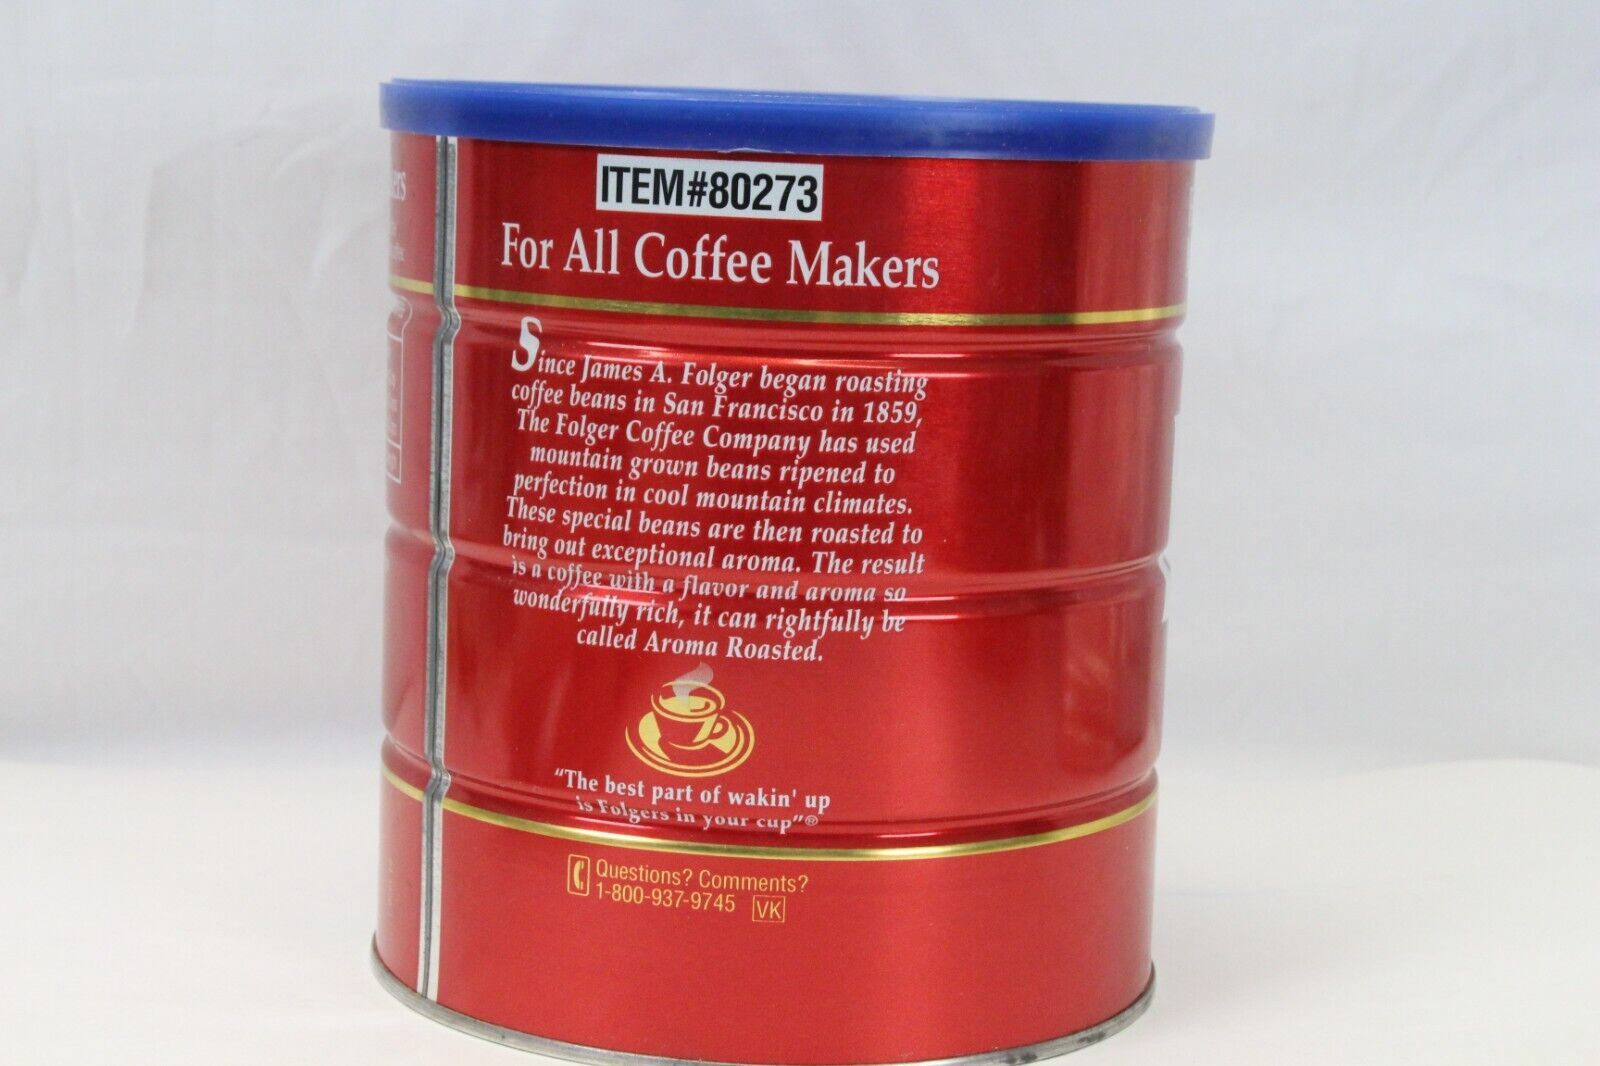 ITEM#80273
ers
For All Coffee Makers
Since James A. Folger began roasting
coffee beans in San Francisco in 1859,
The Folger Coffee Company has used
mountain grown beans ripened to
perfection in cool mountain climates.
These special beans are then roasted to
bring out exceptional aroma. The result
is a coffee with a flavor and aroma so
wonderfully rich, it can rightfully be
called Aroma Roasted.
"The best part of wakin' up
is Folgers in your cup"®
Questions? Comments?
1-800-937-9745 VK